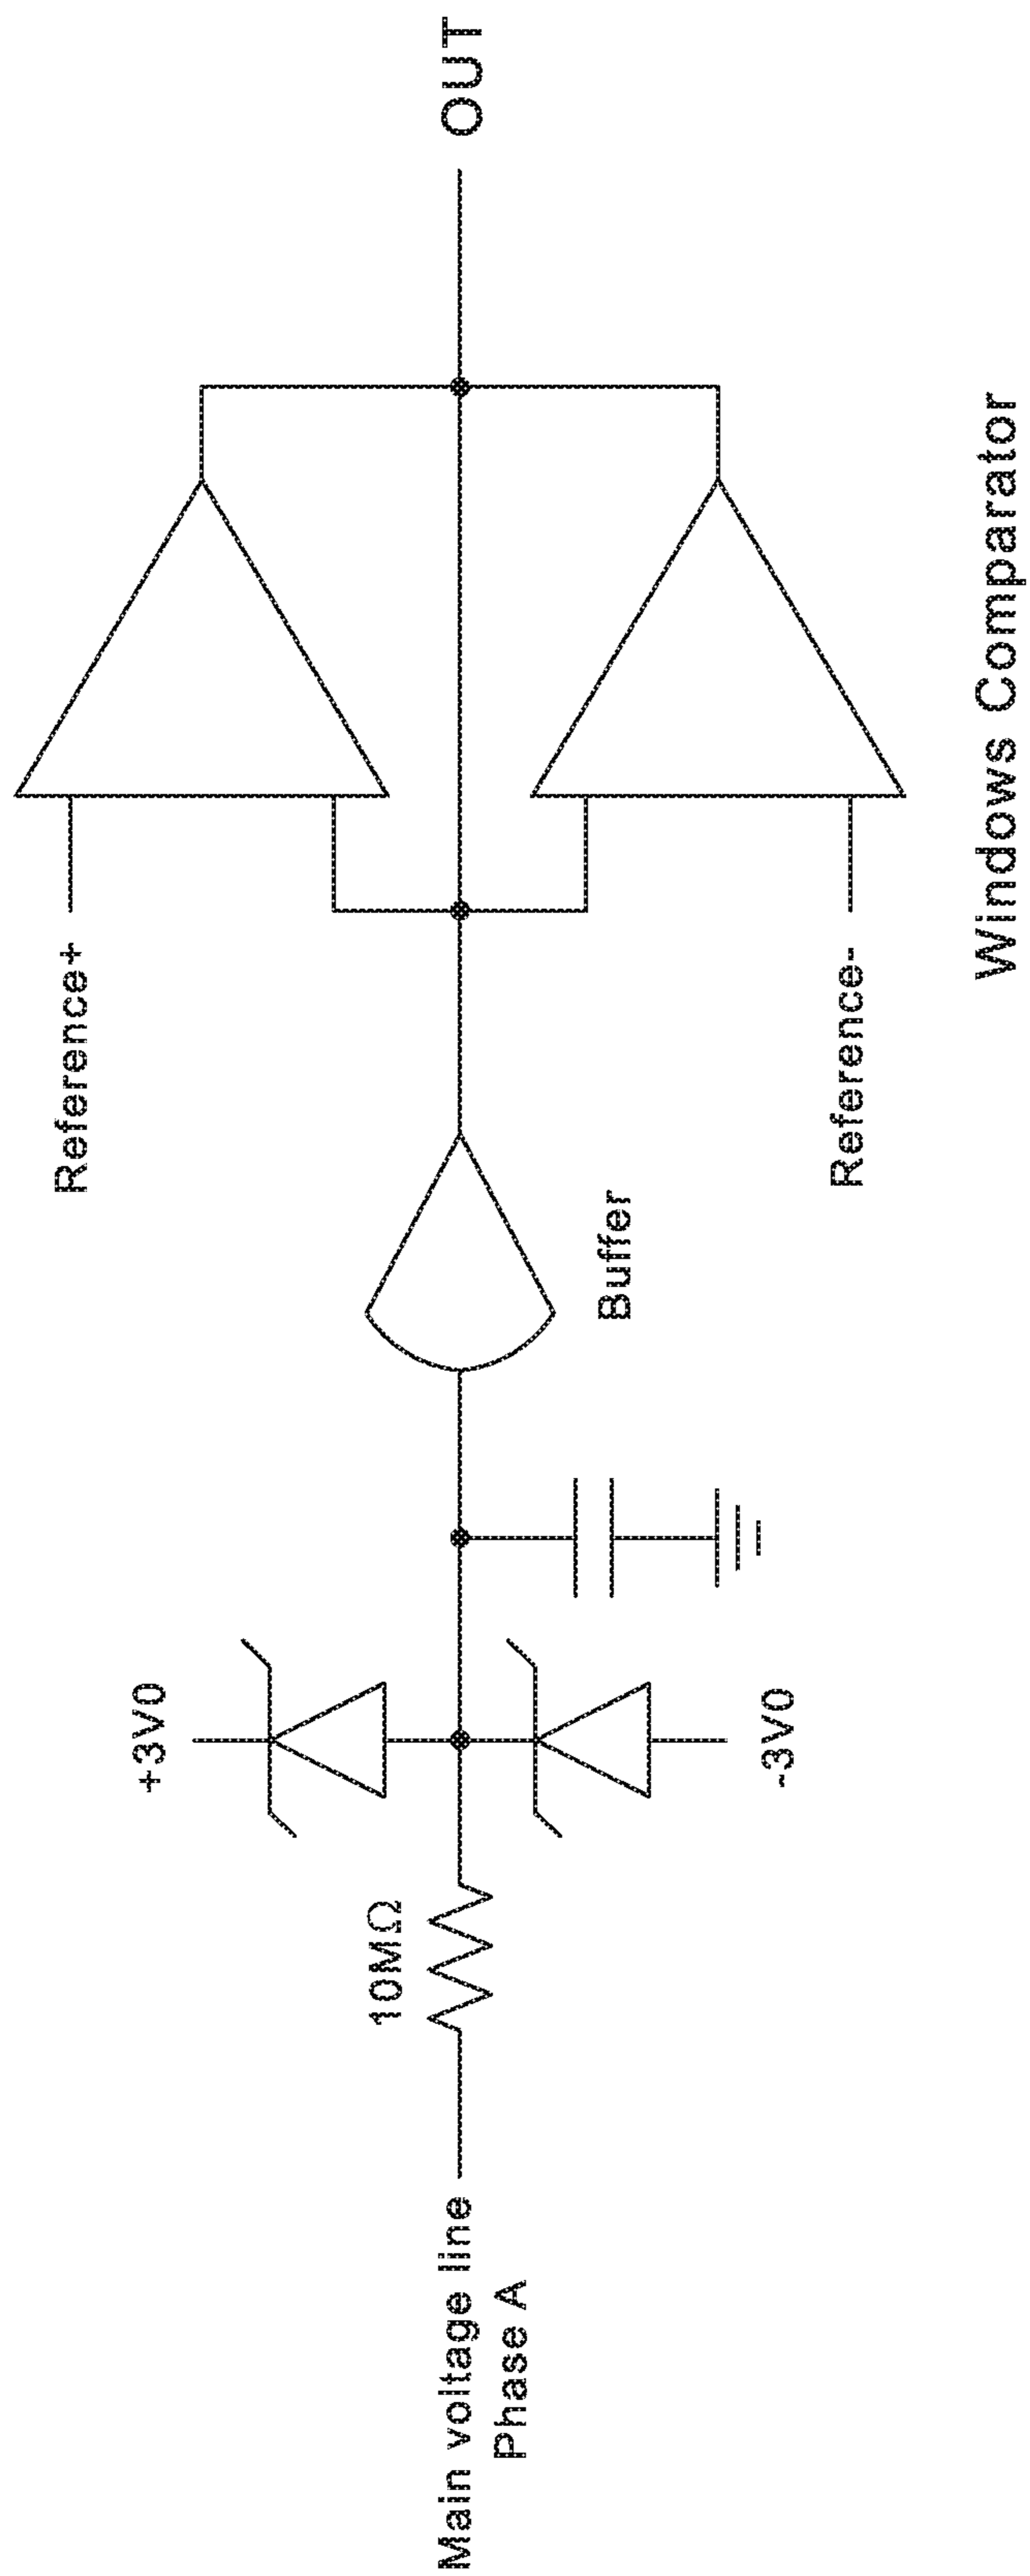 Main voltage line
Phase A
10MΩ
+3V0
-3V0
Buffer
Reference+
Reference-
OUT
Windows Comparator